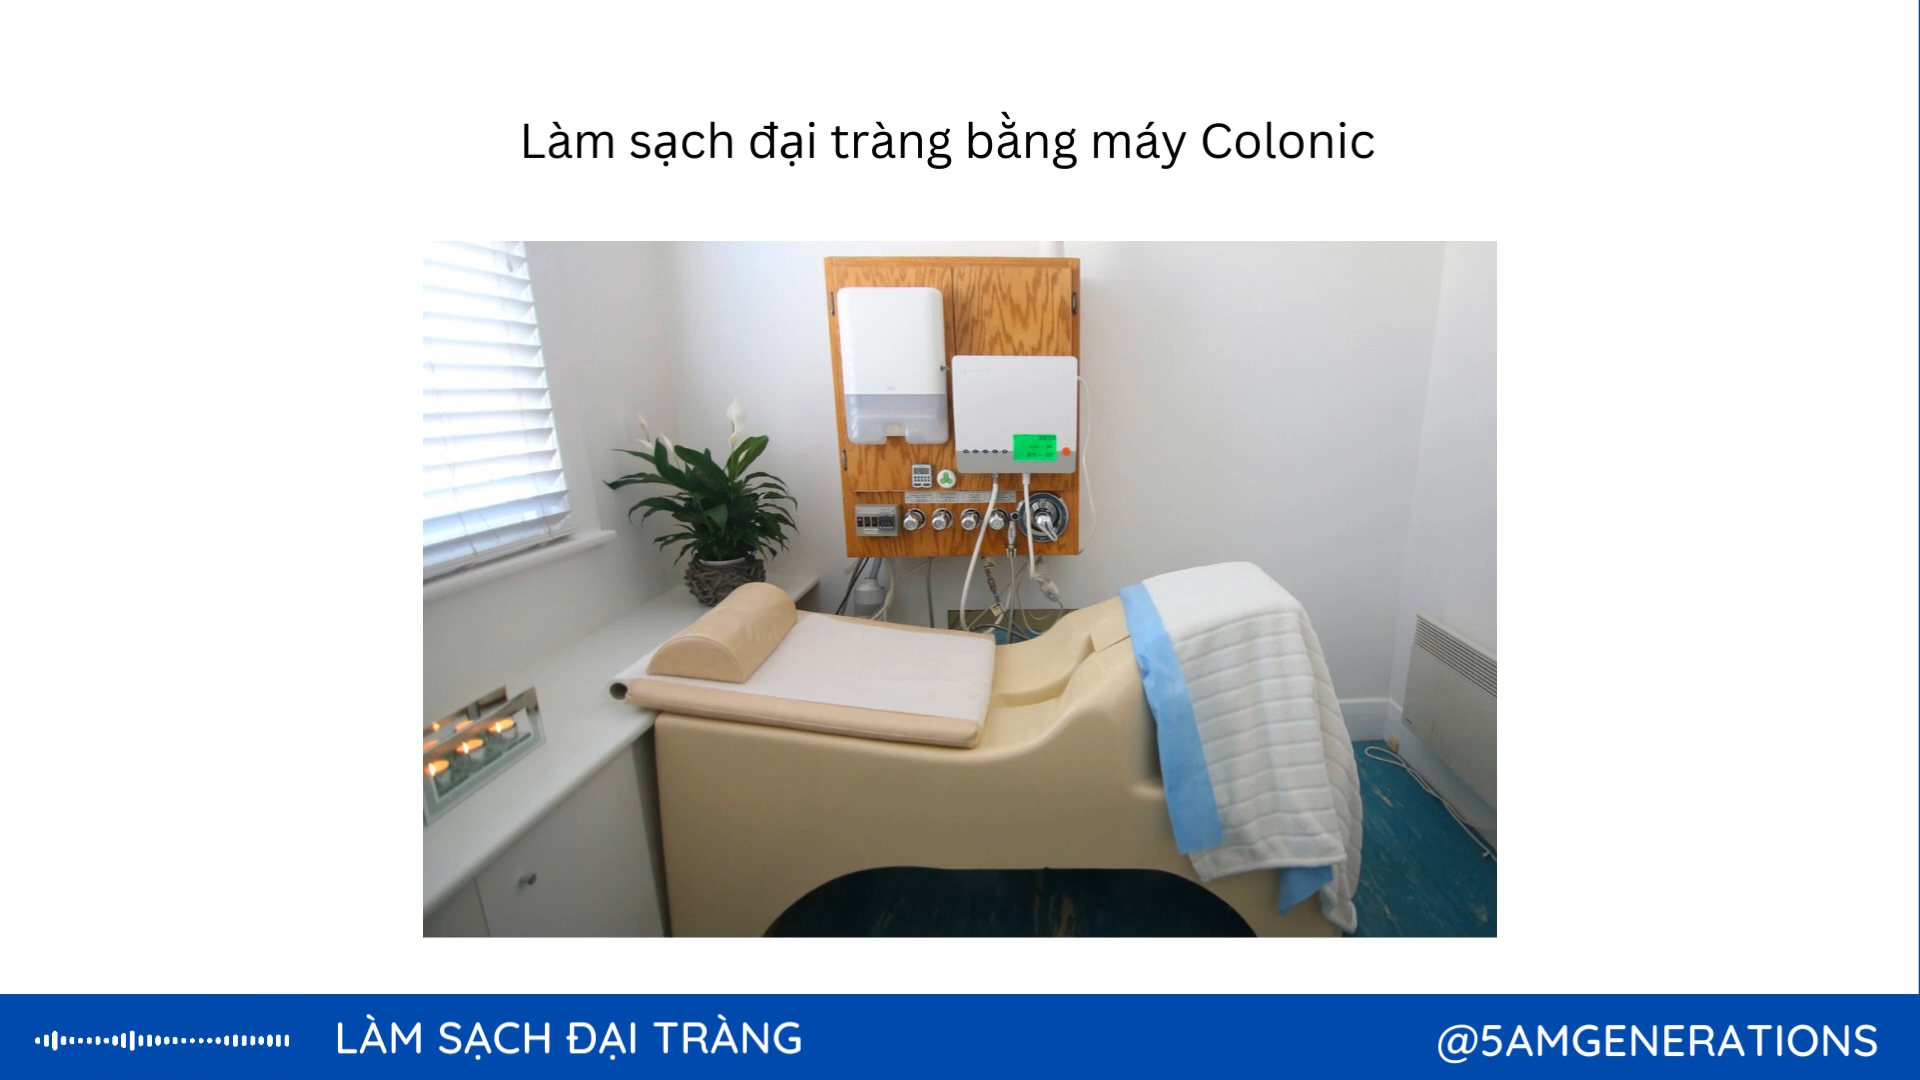 Làm sạch đại tràng bằng máy Colonic
LÀM SẠCH ĐẠI TRÀNG
@5AMGENERATIONS